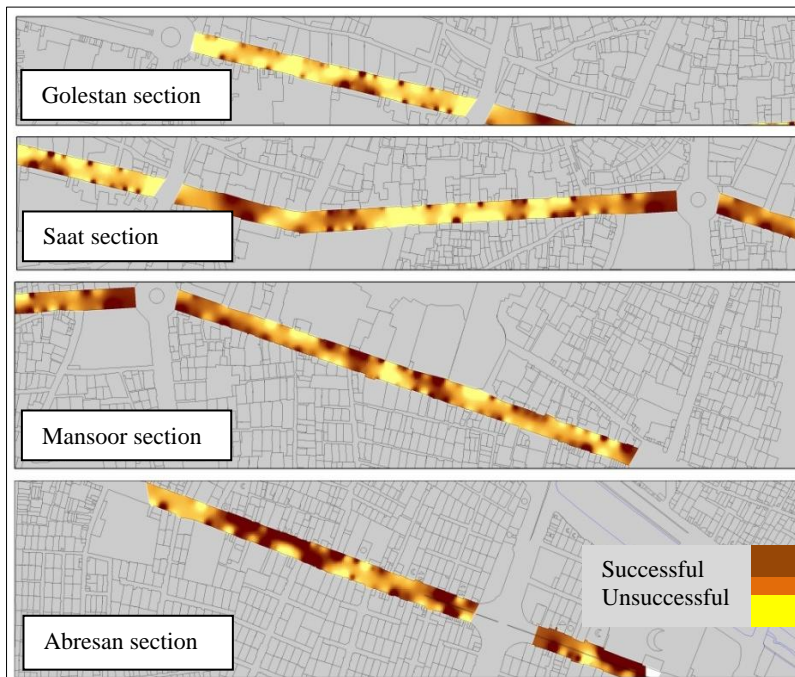 Golestan section
Saat section
Mansoor section
Successful
Unsuccessful
Abresan section